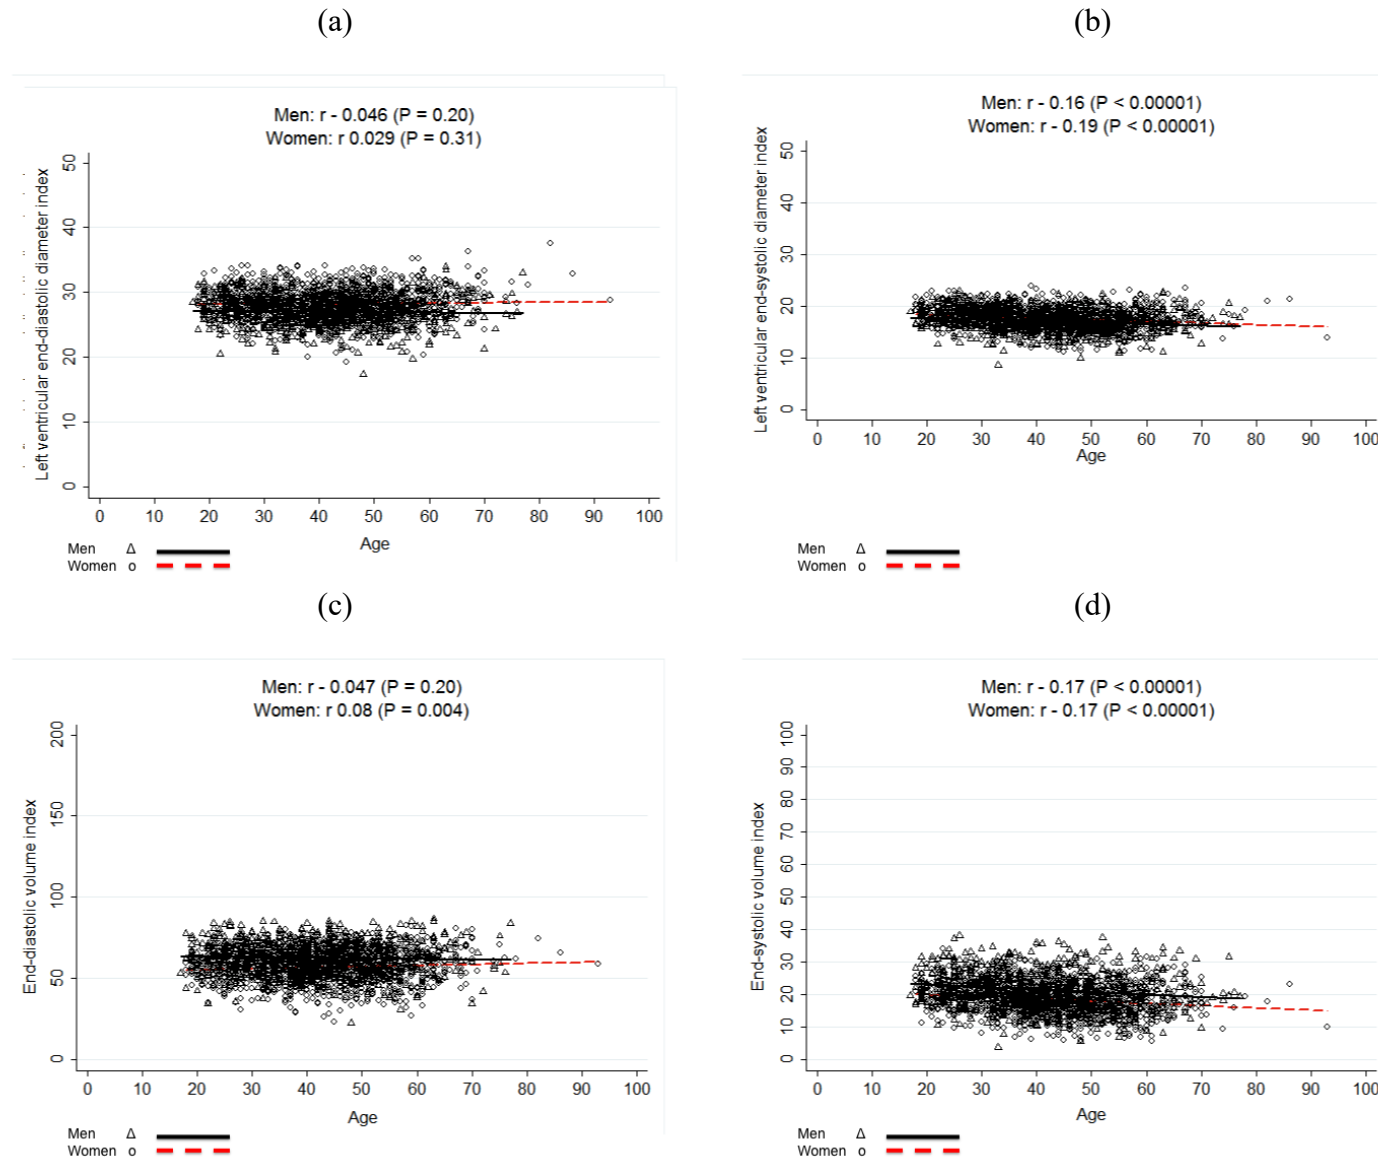 (a)
Men: r - 0.046 (P = 0.20)
Women: r 0.029 (P = 0.31)
Left ventricular end-diastolic diameter index
50
40
30
20
10
0
0 10 20 30 40 50 60 70 80 90 100
Age
Men Δ
Women o
(b)
Men: r - 0.16 (P < 0.00001)
Women: r - 0.19 (P < 0.00001)
Left ventricular end-systolic diameter index
50
40
30
20
10
0
0 10 20 30 40 50 60 70 80 90 100
Age
Men Δ
Women o
(c)
Men: r - 0.047 (P = 0.20)
Women: r 0.08 (P = 0.004)
End-diastolic volume index
200
150
100
50
0
0 10 20 30 40 50 60 70 80 90 100
Age
Men Δ
Women o
(d)
Men: r - 0.17 (P < 0.00001)
Women: r - 0.17 (P < 0.00001)
End-systolic volume index
100
90
80
70
60
50
40
30
20
10
0
0 10 20 30 40 50 60 70 80 90 100
Age
Men Δ
Women o